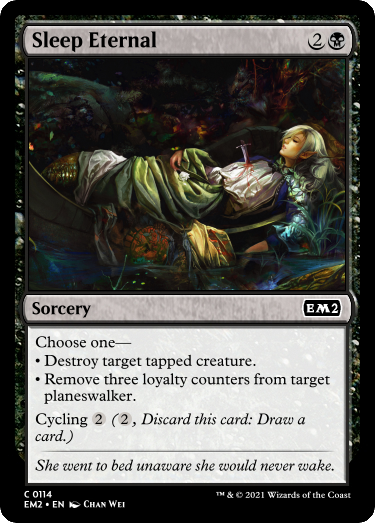 Sleep Eternal 2
Sorcery EM2
Choose one—
• Destroy target tapped creature.
• Remove three loyalty counters from target
planeswalker.
Cycling 2 (2, Discard this card: Draw a
card.)
She went to bed unaware she would never wake.
C 0114
EM2 • EN Chan Wei
™ & © 2021 Wizards of the Coast